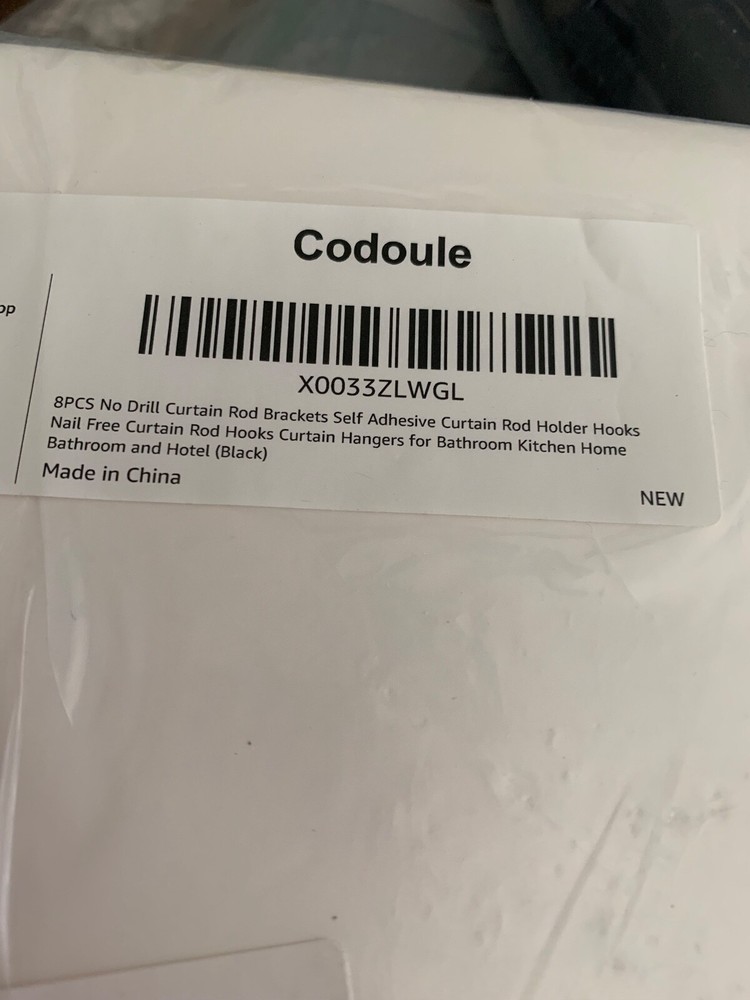 Codoule
X0033ZLWGL
8PCS No Drill Curtain Rod Brackets Self Adhesive Curtain Rod Holder Hooks
Nail Free Curtain Rod Hooks Curtain Hangers for Bathroom Kitchen Home
Bathroom and Hotel (Black)
Made in China
NEW